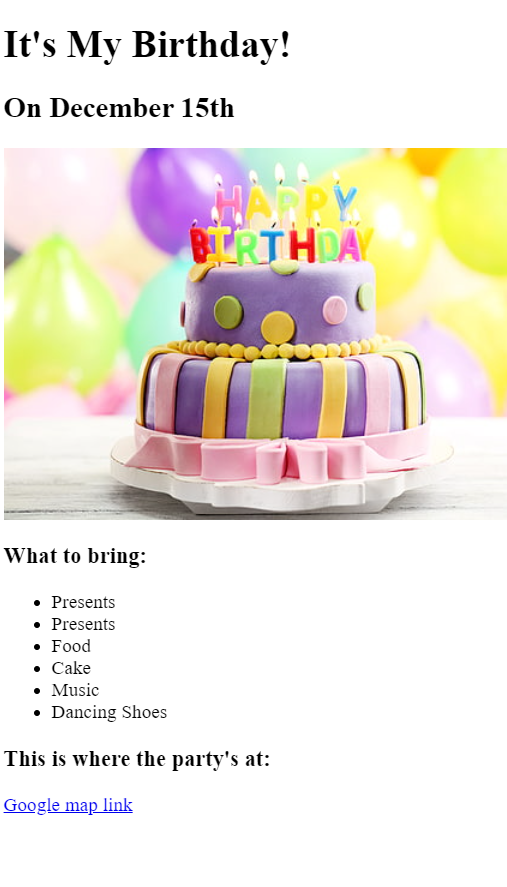 It's My Birthday!
On December 15th
HAPPY
BIRTHDAY
What to bring:
Presents
Presents
Food
Cake
Music
Dancing Shoes
This is where the party's at:
Google map link